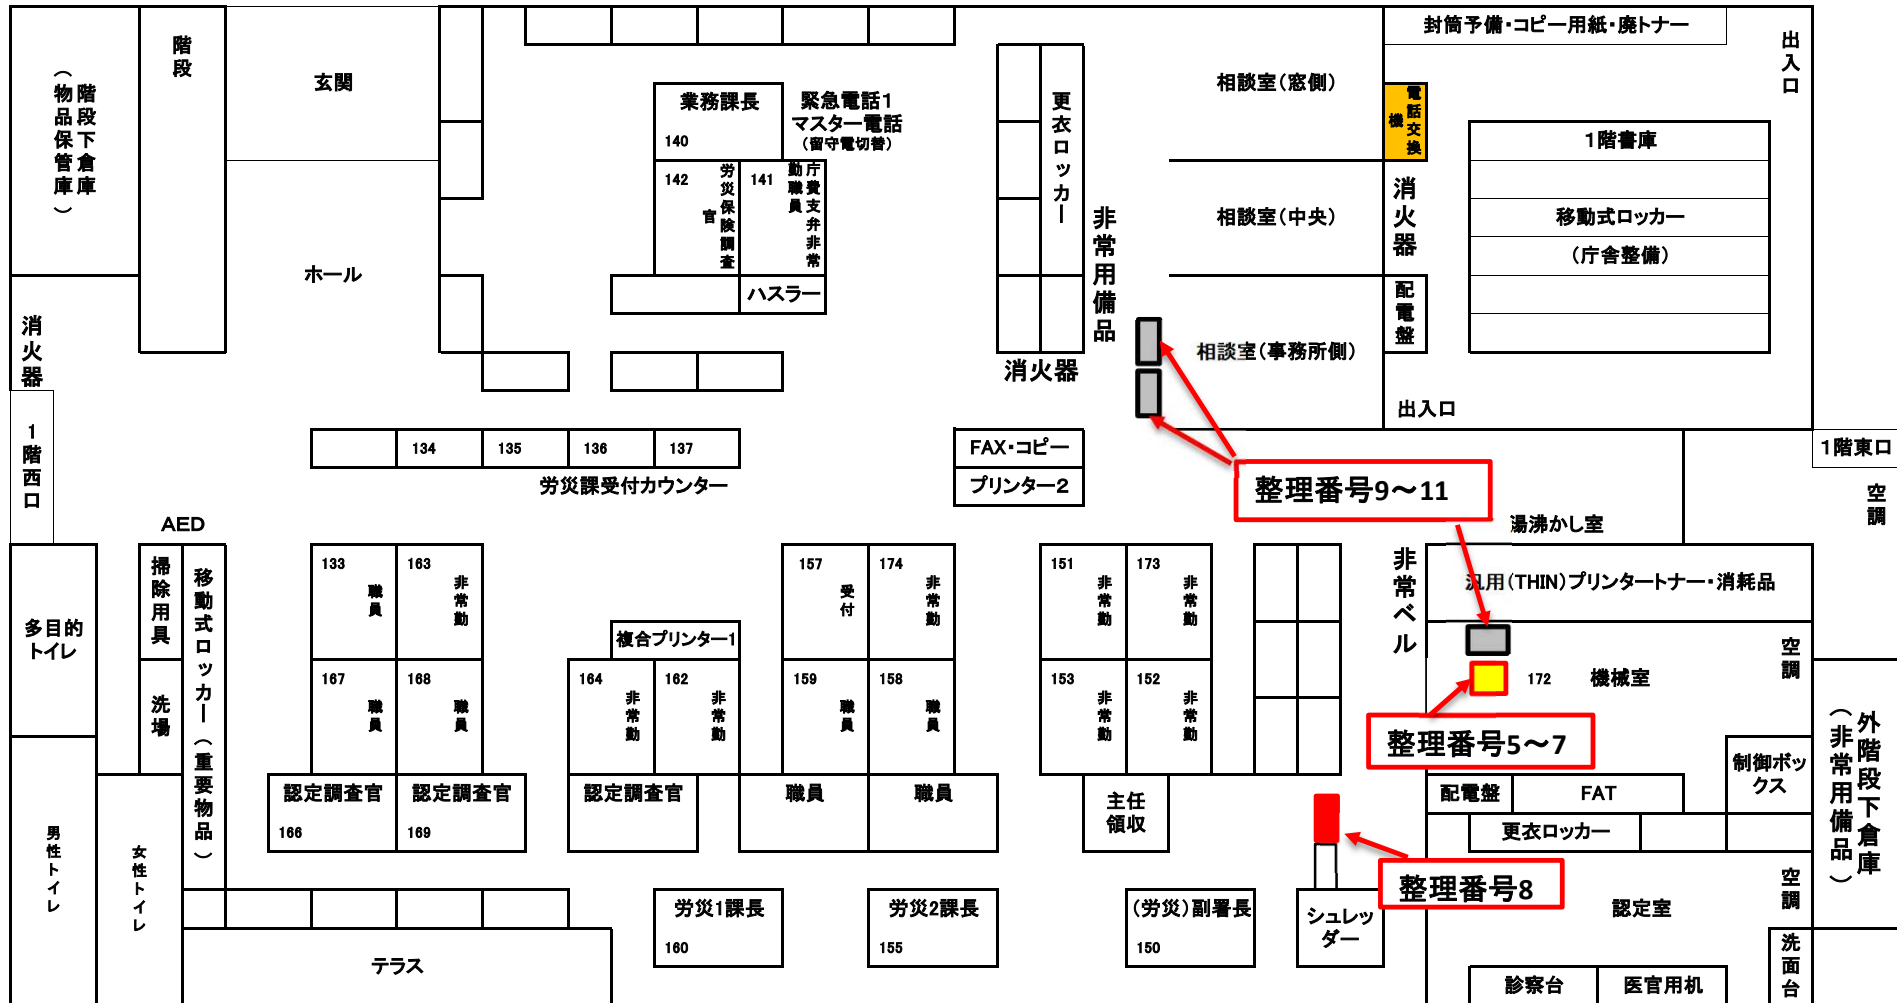 階段下倉庫
（物品保管庫）
階段
玄関
ホール
業務課長
140
緊急電話1
マスター電話
（留守電切替）
142
労災保険調査官
141
庁費支弁非常勤職員
ハスラー
更衣ロッカー
非常用備品
消火器
相談室（窓側）
相談室（中央）
相談室（事務所側）
封筒予備・コピー用紙・廃トナー
出入口
電話交換機
消火器
配電盤
1階書庫
移動式ロッカー
（庁舎整備）
出入口
消火器
1階西口
134
135
136
137
労災課受付カウンター
FAX・コピー
プリンター2
整理番号9～11
湯沸かし室
1階東口
空調
AED
多目的
トイレ
掃除用具
洗場
移動式ロッカー（重要物品）
133
職員
163
非常勤
167
職員
168
職員
認定調査官
166
認定調査官
169
複合プリンター1
164
非常勤
162
非常勤
認定調査官
157
受付
174
非常勤
159
職員
158
職員
職員
職員
151
非常勤
173
非常勤
153
非常勤
152
非常勤
主任
領収
非常ベル
汎用(THIN)プリンタートナー・消耗品
空調
172
機械室
整理番号5～7
制御ボックス
配電盤
FAT
更衣ロッカー
外階段下倉庫
（非常用備品）
整理番号8
男性トイレ
女性トイレ
テラス
労災1課長
160
労災2課長
155
（労災）副署長
150
シュレッダー
認定室
空調
洗面台
診察台
医官用机